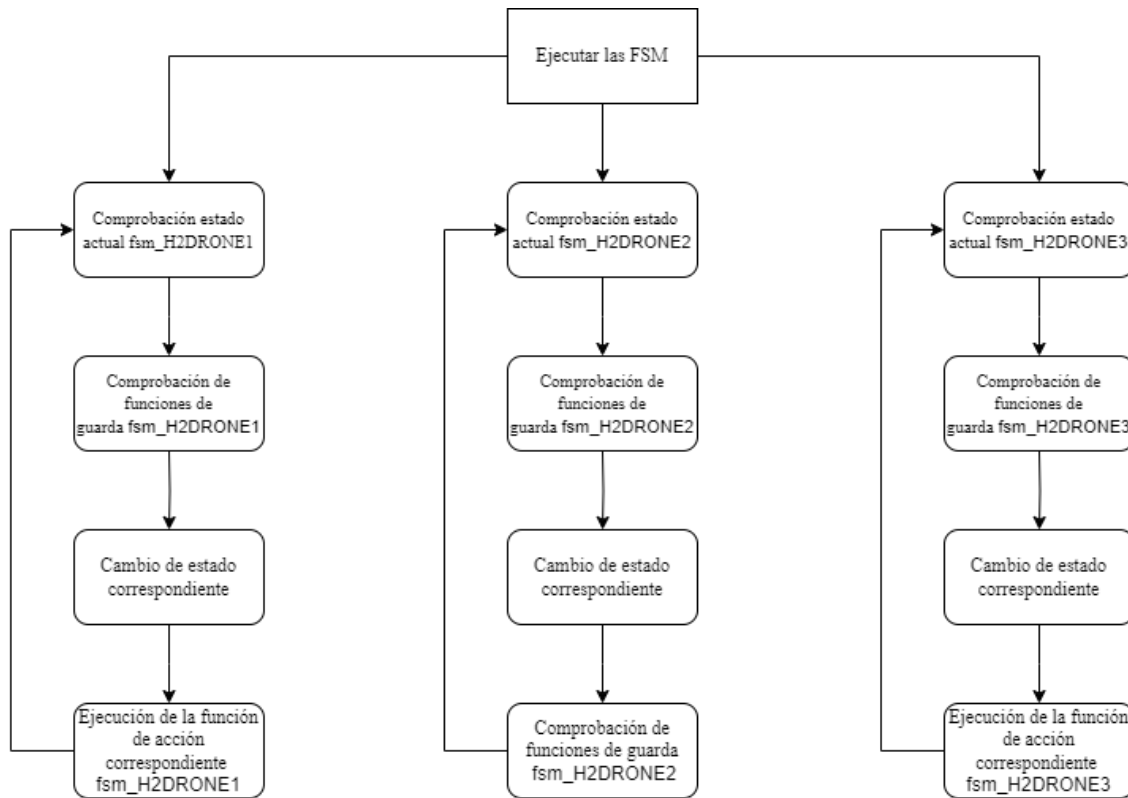 Ejecutar las FSM
Comprobación estado
actual fsm_H2DRONE1
Comprobación de
funciones de
guarda fsm_H2DRONE1
Cambio de estado
correspondiente
Ejecución de la función
de acción
correspondiente
fsm_H2DRONE1
Comprobación estado
actual fsm_H2DRONE2
Comprobación de
funciones de
guarda fsm_H2DRONE2
Cambio de estado
correspondiente
Comprobación de
funciones de guarda
fsm_H2DRONE2
Comprobación estado
actual fsm_H2DRONE3
Comprobación de
funciones de
guarda fsm_H2DRONE3
Cambio de estado
correspondiente
Ejecución de la función
de acción
correspondiente
fsm_H2DRONE3